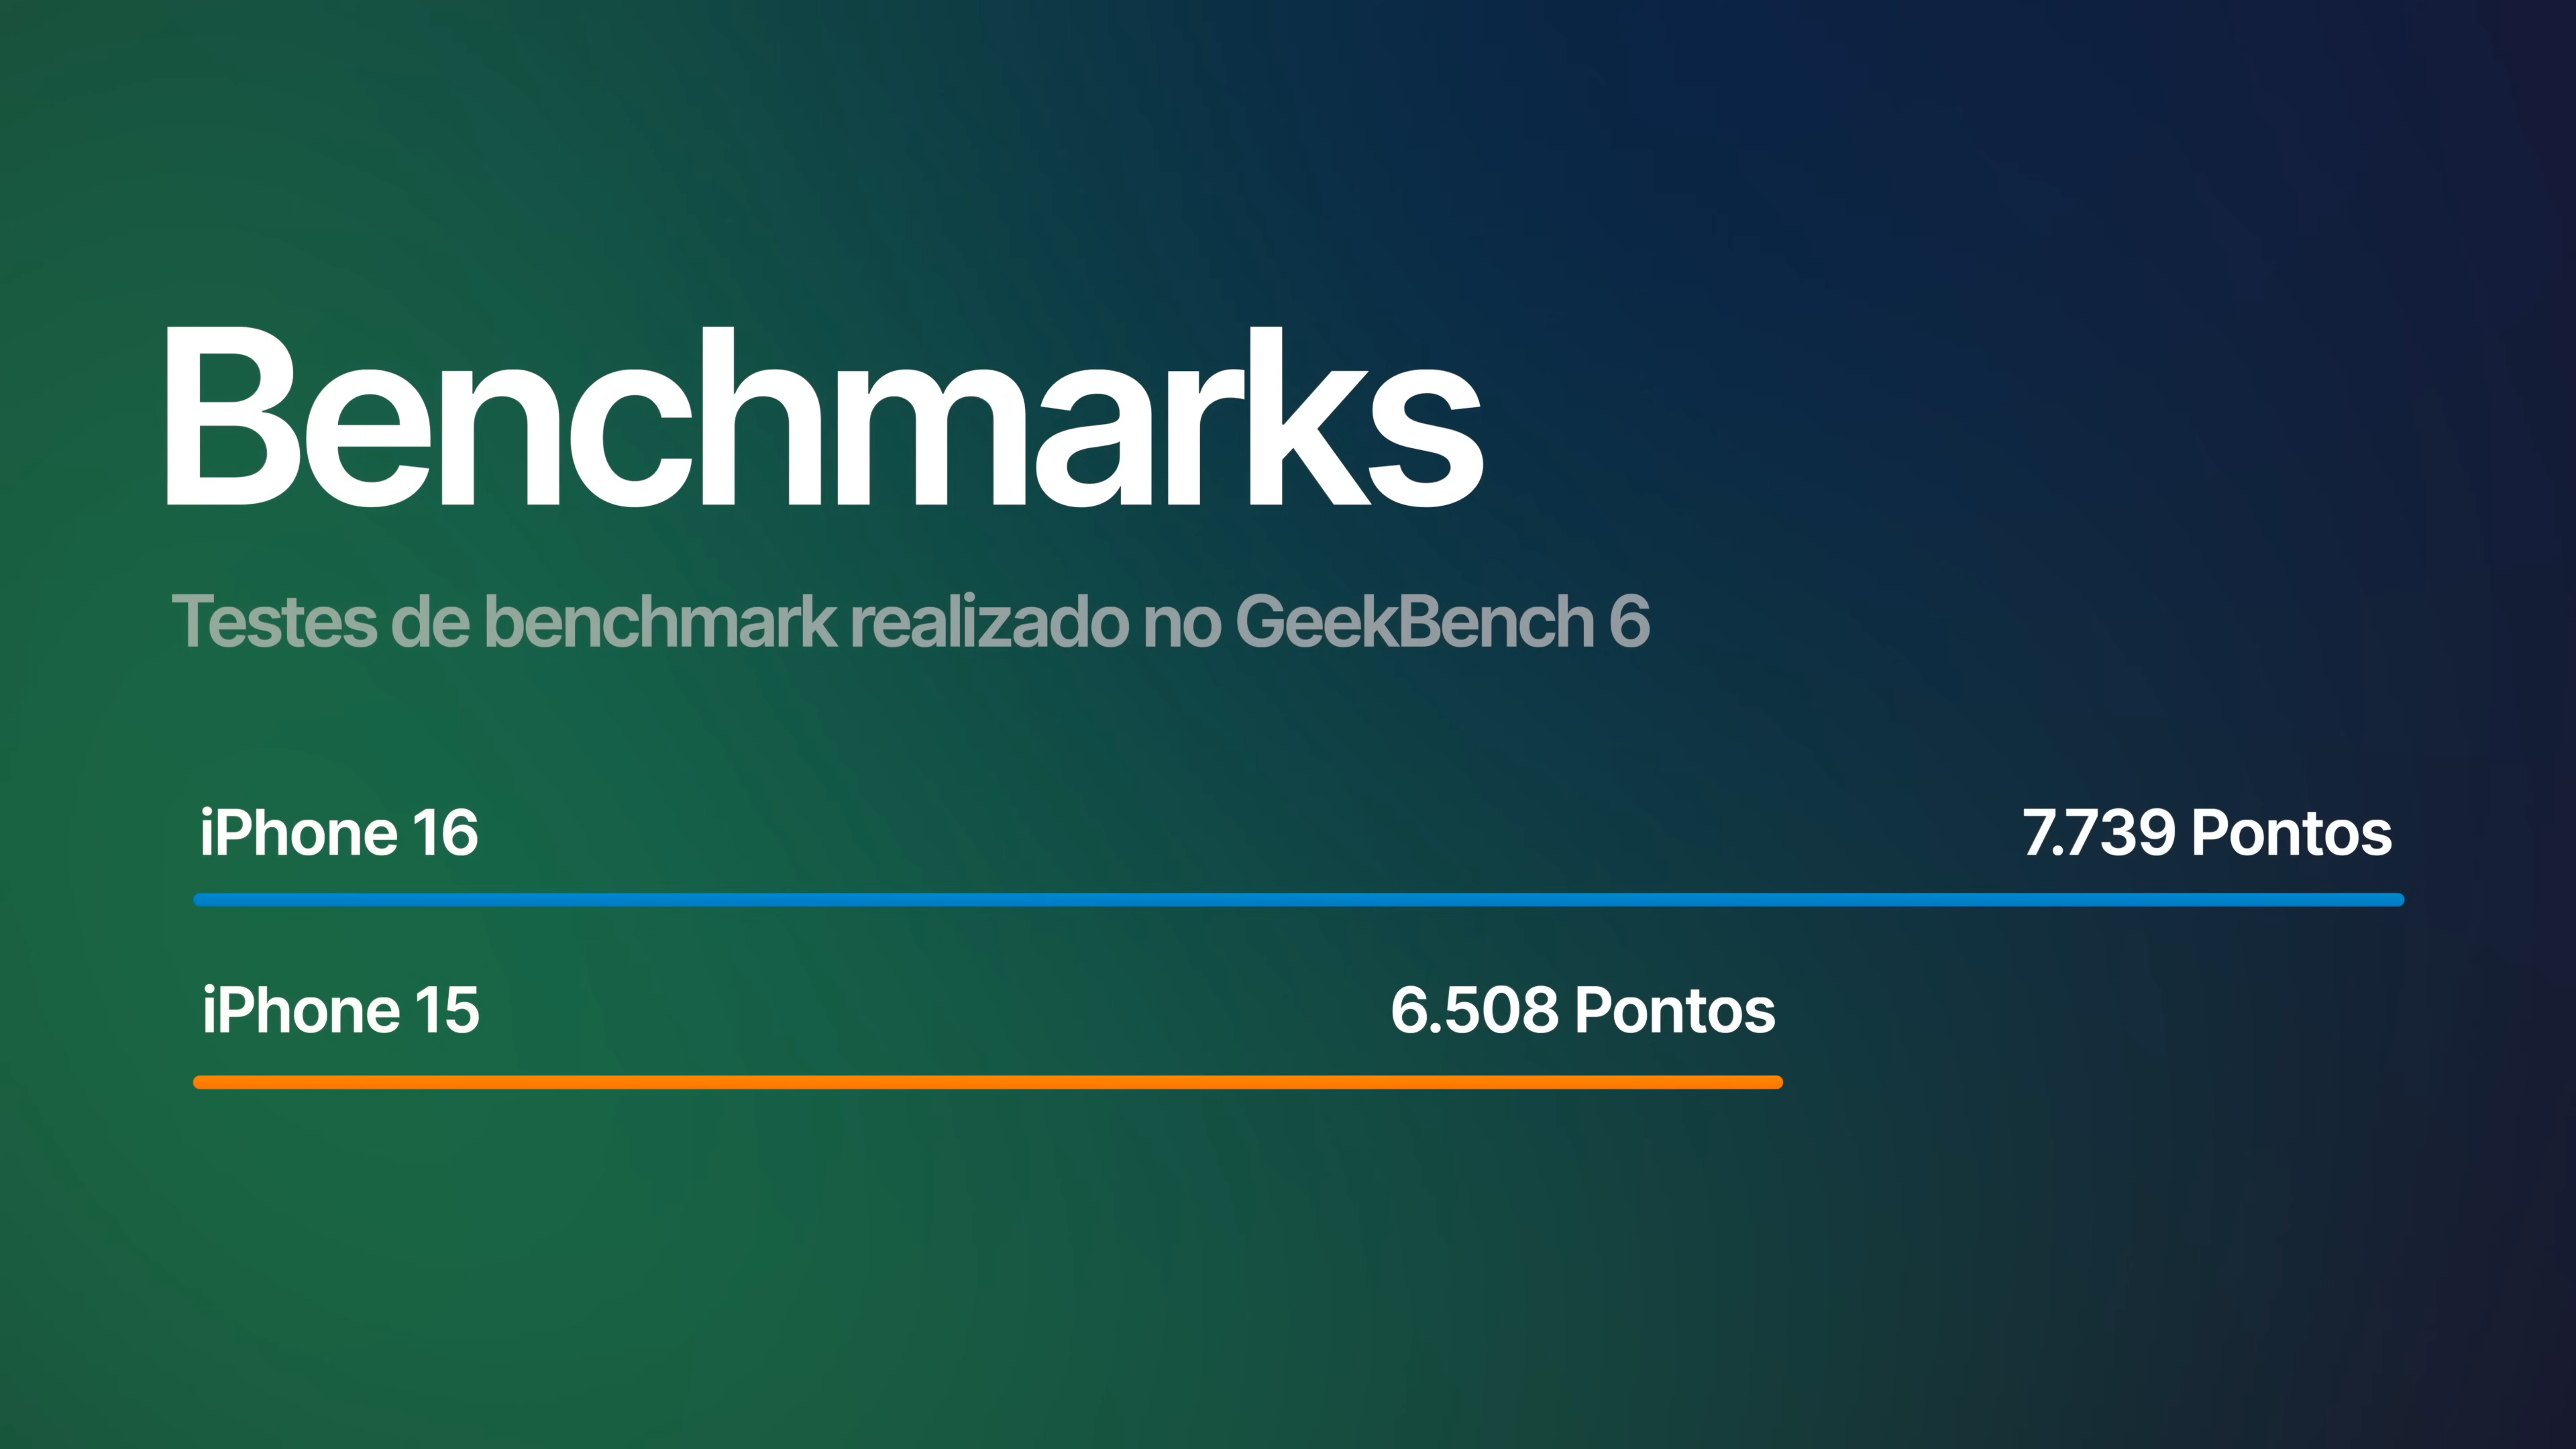 Benchmarks
Testes de benchmark realizado no GeekBench 6
iPhone 16 7.739 Pontos
iPhone 15 6.508 Pontos